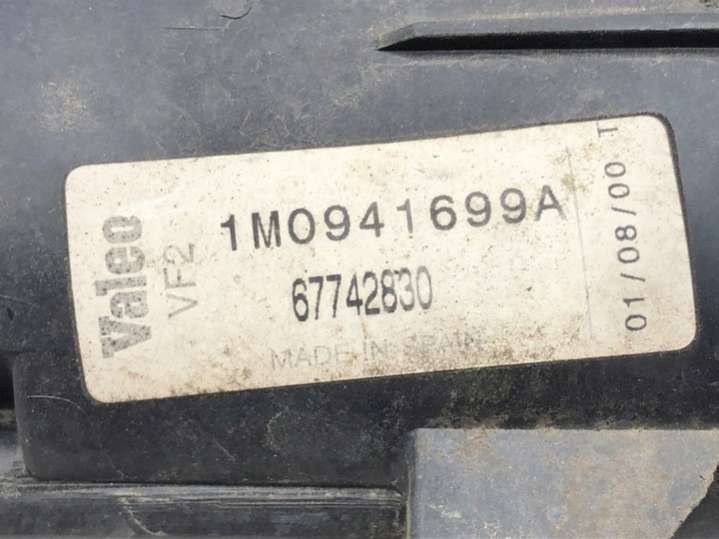 Valeo
VF2
1M0941699A
67742830
MADE IN SPAIN
01/08/00 T